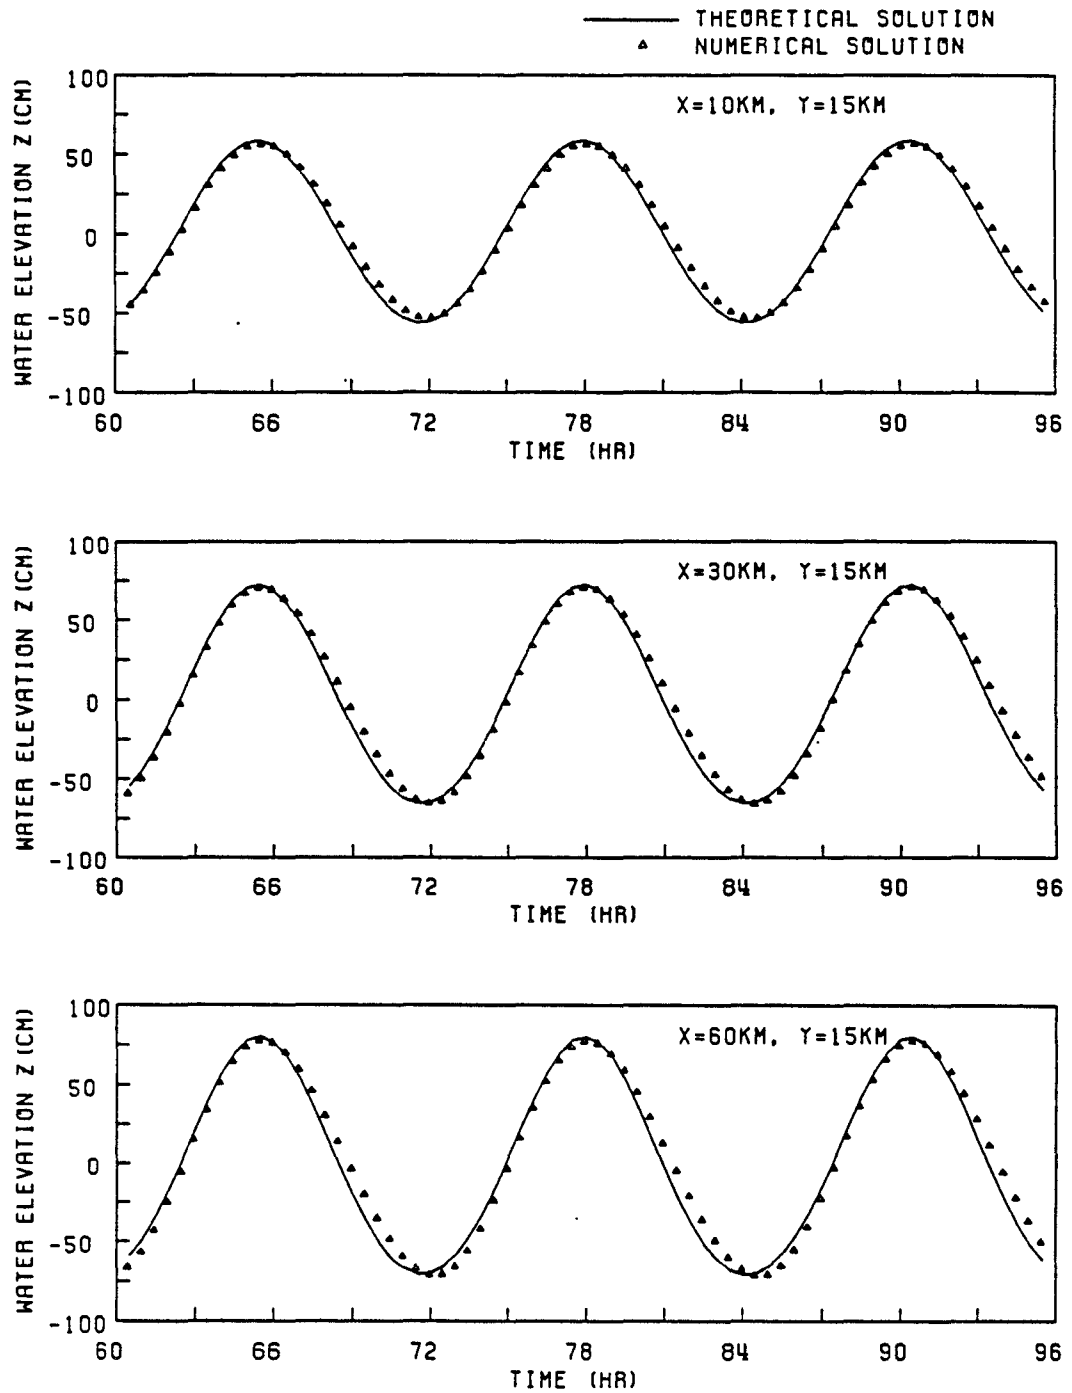 THEORETICAL SOLUTION
NUMERICAL SOLUTION
WATER ELEVATION Z (CM)
100
50
0
-50
-100
X=10KM, Y=15KM
60 66 72 78 84 90 96
TIME (HR)
WATER ELEVATION Z (CM)
100
50
0
-50
-100
X=30KM, Y=15KM
60 66 72 78 84 90 96
TIME (HR)
WATER ELEVATION Z (CM)
100
50
0
-50
-100
X=60KM, Y=15KM
60 66 72 78 84 90 96
TIME (HR)